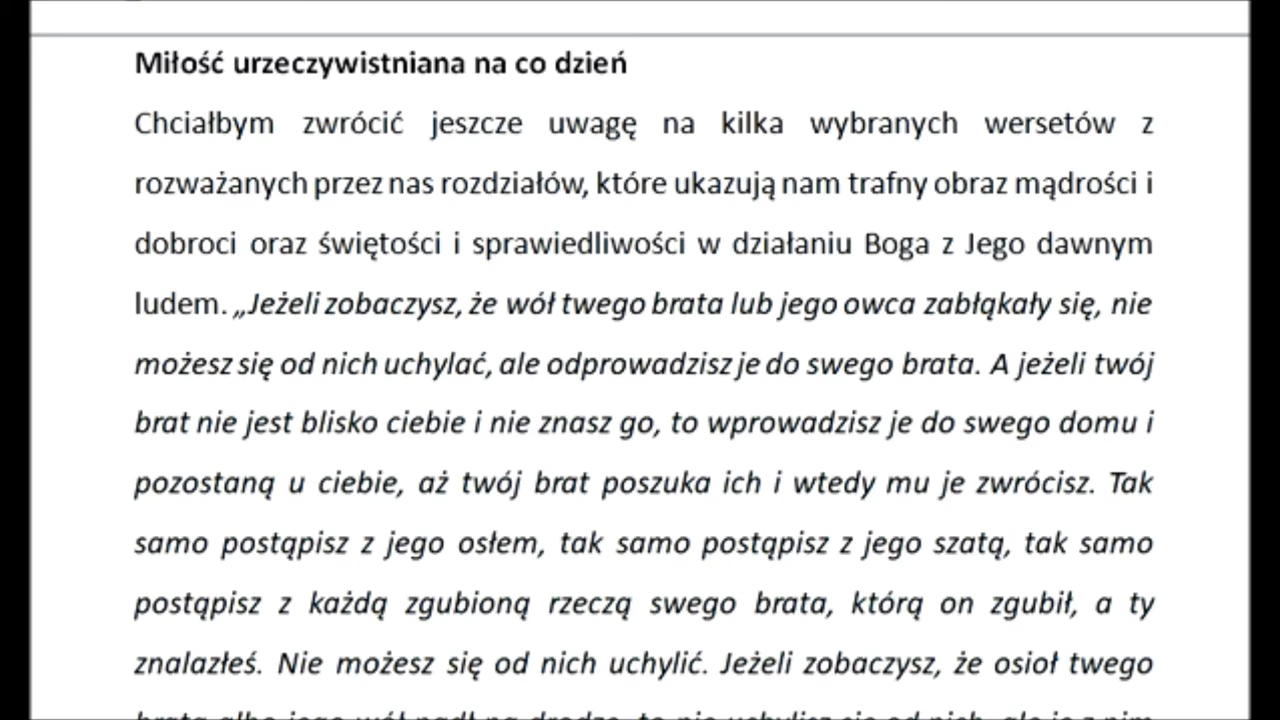 Miłość urzeczywistniana na co dzień
Chciałbym zwrócić jeszcze uwagę na kilka wybranych wersetów z
rozważanych przez nas rozdziałów, które ukazują nam trafny obraz mądrości i
dobroci oraz świętości i sprawiedliwości w działaniu Boga z Jego dawnym
ludem. „Jeżeli zobaczysz, że wół twego brata lub jego owca zabłąkały się, nie
możesz się od nich uchylać, ale odprowadzisz je do swego brata. A jeżeli twój
brat nie jest blisko ciebie i nie znasz go, to wprowadzisz je do swego domu i
pozostaną u ciebie, aż twój brat poszuka ich i wtedy mu je zwrócisz. Tak
samo postąpisz z jego osłem, tak samo postąpisz z jego szatą, tak samo
postąpisz z każdą zgubioną rzeczą swego brata, którą on zgubił, a ty
znalazłeś. Nie możesz się od nich uchylić. Jeżeli zobaczysz, że osioł twego